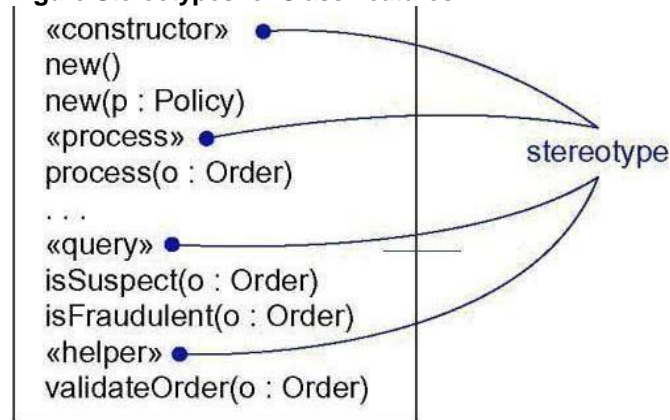 «constructor»
new()
new(p : Policy)
«process»
process(o : Order)
. . .
«query»
isSuspect(o : Order)
isFraudulent(o : Order)
«helper»
validateOrder(o : Order)
stereotype